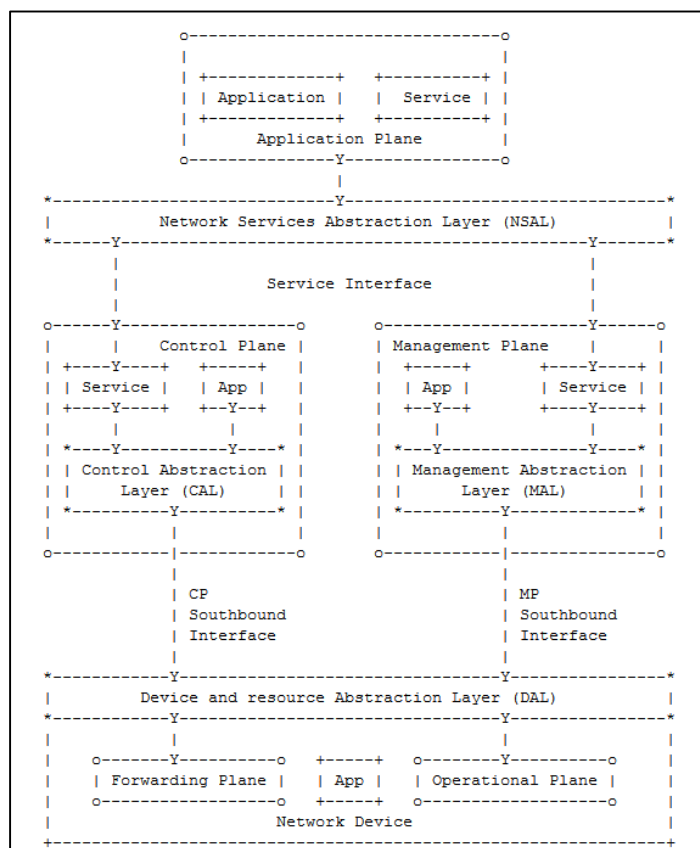 Application Service
Application Plane
Network Services Abstraction Layer (NSAL)
Service Interface
Control Plane Management Plane
Service App App Service
Control Abstraction Management Abstraction
Layer (CAL) Layer (MAL)
CP MP
Southbound Southbound
Interface Interface
Device and resource Abstraction Layer (DAL)
Forwarding Plane App Operational Plane
Network Device